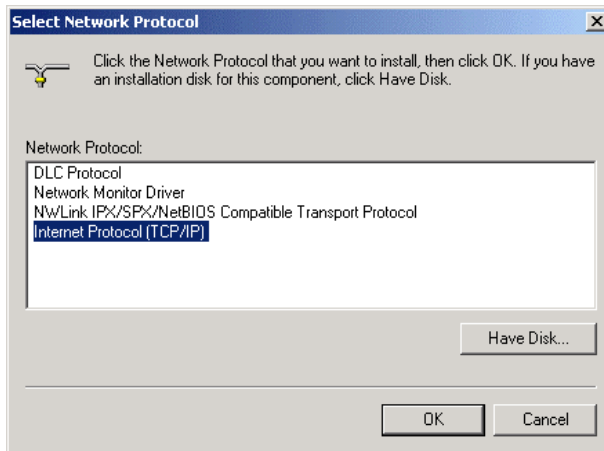 Select Network Protocol
Click the Network Protocol that you want to install, then click OK. If you have
an installation disk for this component, click Have Disk.
Network Protocol:
DLC Protocol
Network Monitor Driver
NWLink IPX/SPX/NetBIOS Compatible Transport Protocol
Internet Protocol (TCP/IP)
Have Disk...
OK
Cancel